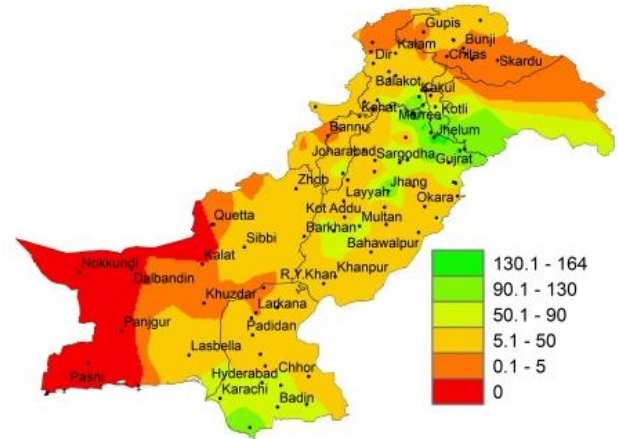 Gupis
Bunji
Kalam
Chilas
Dir
Skardu
Balakot
Kakul
Kohat
Kotli
Murree
Bannu
Jhelum
Joharabad
Sargodha
Gujrat
Zhob
Layyah
Jhang
Okara
Kot Addu
Quetta
Multan
Barkhan
Sibbi
Bahawalpur
Kalat
Nokkundi
Dalbandin
R.Y.Khan
Khanpur
Khuzdar
Larkana
Panjgur
Padidan
Lasbella
Pasni
Hyderabad
Chhor
Karachi
Badin
130.1 - 164
90.1 - 130
50.1 - 90
5.1 - 50
0.1 - 5
0